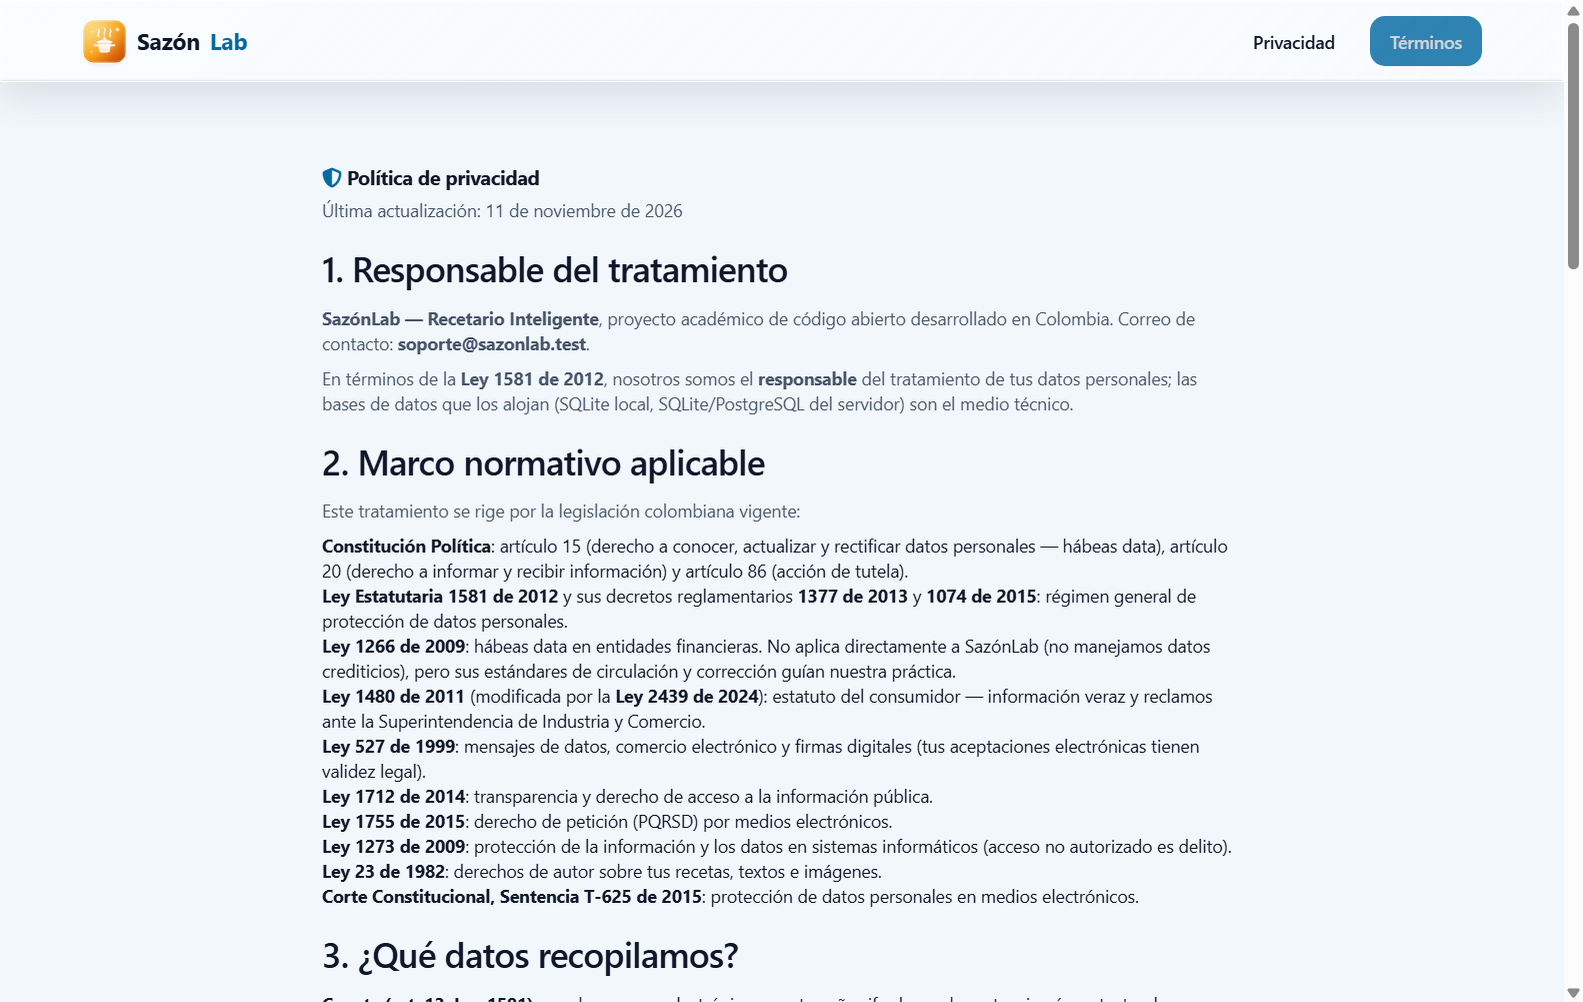 Sazón Lab
Privacidad
Términos
Política de privacidad
Última actualización: 11 de noviembre de 2026
1. Responsable del tratamiento
SazónLab — Recetario Inteligente, proyecto académico de código abierto desarrollado en Colombia. Correo de
contacto: soporte@sazonlab.test.
En términos de la Ley 1581 de 2012, nosotros somos el responsable del tratamiento de tus datos personales; las
bases de datos que los alojan (SQLite local, SQLite/PostgreSQL del servidor) son el medio técnico.
2. Marco normativo aplicable
Este tratamiento se rige por la legislación colombiana vigente:
Constitución Política: artículo 15 (derecho a conocer, actualizar y rectificar datos personales — hábeas data), artículo
20 (derecho a informar y recibir información) y artículo 86 (acción de tutela).
Ley Estatutaria 1581 de 2012 y sus decretos reglamentarios 1377 de 2013 y 1074 de 2015: régimen general de
protección de datos personales.
Ley 1266 de 2009: hábeas data en entidades financieras. No aplica directamente a SazónLab (no manejamos datos
crediticios), pero sus estándares de circulación y corrección guían nuestra práctica.
Ley 1480 de 2011 (modificada por la Ley 2439 de 2024): estatuto del consumidor — información veraz y reclamos
ante la Superintendencia de Industria y Comercio.
Ley 527 de 1999: mensajes de datos, comercio electrónico y firmas digitales (tus aceptaciones electrónicas tienen
validez legal).
Ley 1712 de 2014: transparencia y derecho de acceso a la información pública.
Ley 1755 de 2015: derecho de petición (PQRSD) por medios electrónicos.
Ley 1273 de 2009: protección de la información y los datos en sistemas informáticos (acceso no autorizado es delito).
Ley 23 de 1982: derechos de autor sobre tus recetas, textos e imágenes.
Corte Constitucional, Sentencia T-625 de 2015: protección de datos personales en medios electrónicos.
3. ¿Qué datos recopilamos?